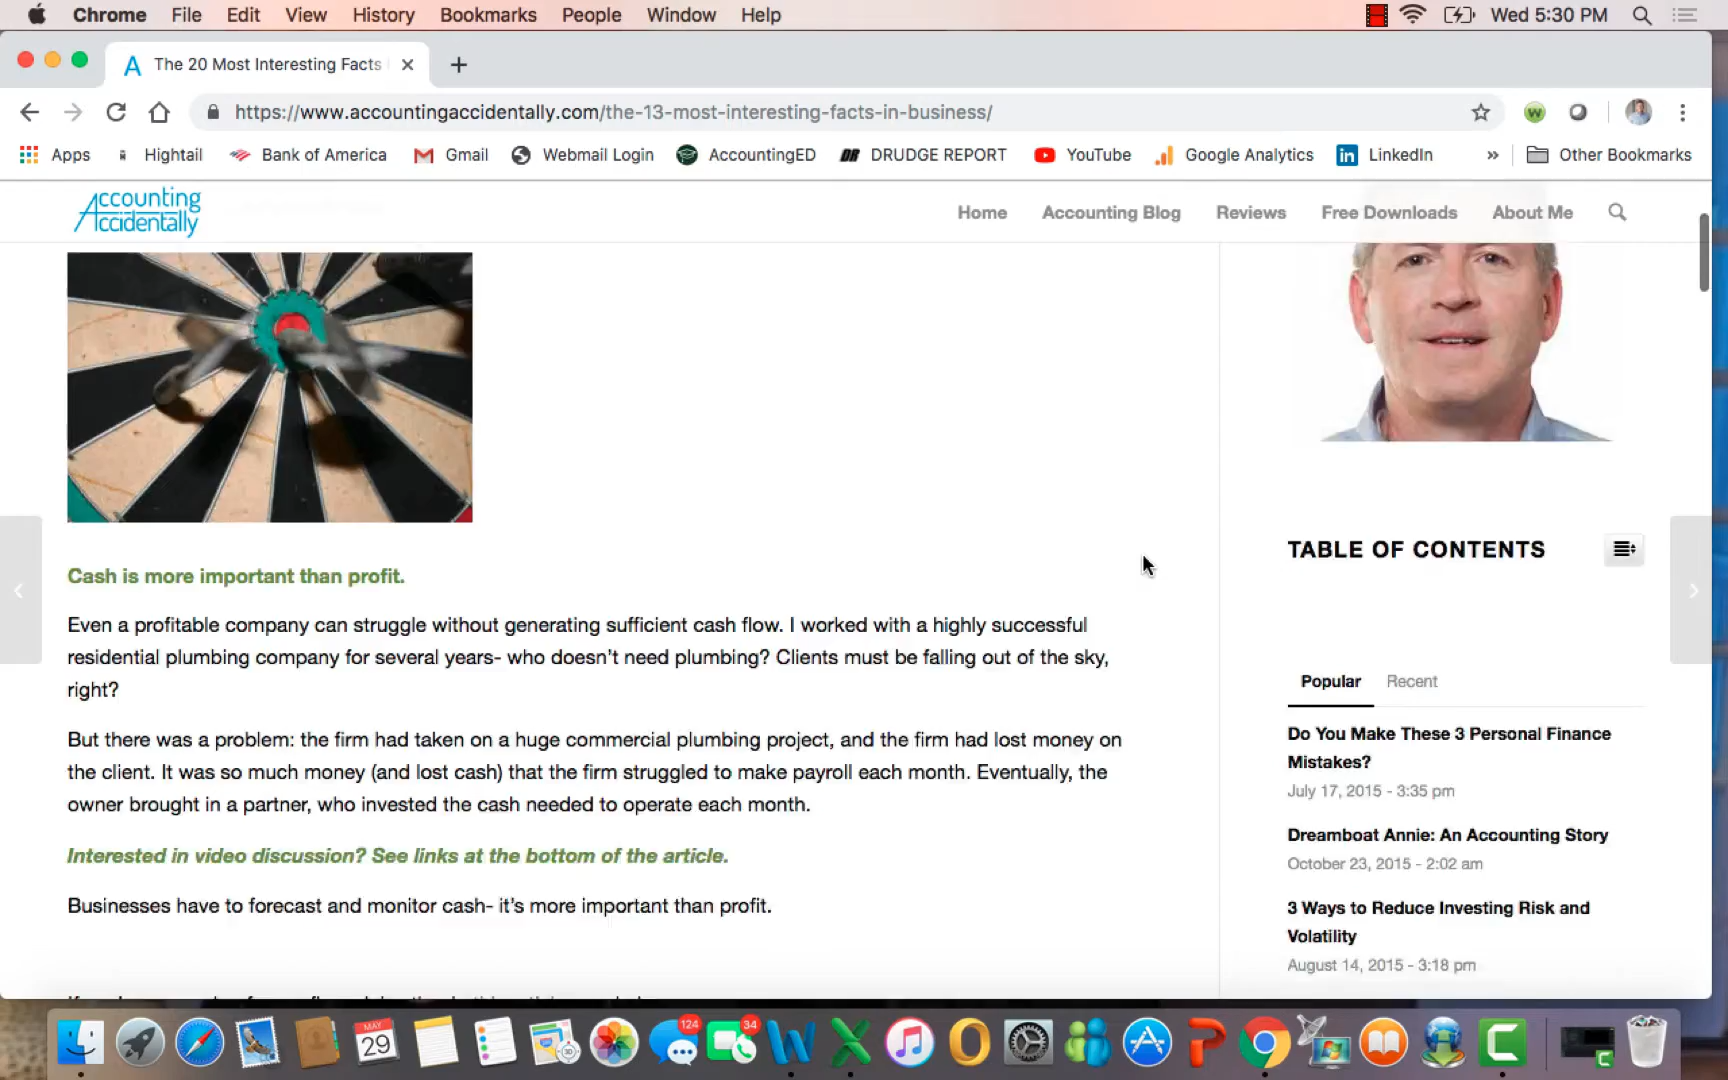 Chrome File Edit View History Bookmarks People Window Help Wed 5:30 PM
The 20 Most Interesting Facts
https://www.accountingaccidentally.com/the-13-most-interesting-facts-in-business/
Apps Hightail Bank of America Gmail Webmail Login AccountingED DRUDGE REPORT YouTube Google Analytics LinkedIn » Other Bookmarks
Accounting
Accidentally
Home Accounting Blog Reviews Free Downloads About Me
Cash is more important than profit.
Even a profitable company can struggle without generating sufficient cash flow. I worked with a highly successful
residential plumbing company for several years- who doesn't need plumbing? Clients must be falling out of the sky,
right?
But there was a problem: the firm had taken on a huge commercial plumbing project, and the firm had lost money on
the client. It was so much money (and lost cash) that the firm struggled to make payroll each month. Eventually, the
owner brought in a partner, who invested the cash needed to operate each month.
Interested in video discussion? See links at the bottom of the article.
Businesses have to forecast and monitor cash- it's more important than profit.
TABLE OF CONTENTS
Popular Recent
Do You Make These 3 Personal Finance
Mistakes?
July 17, 2015 - 3:35 pm
Dreamboat Annie: An Accounting Story
October 23, 2015 - 2:02 am
3 Ways to Reduce Investing Risk and
Volatility
August 14, 2015 - 3:18 pm
MAY
29
124
34